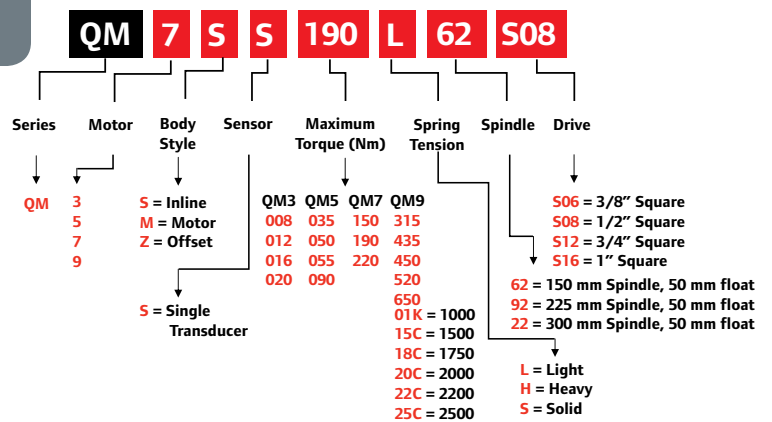 QM 7 S S 190 L 62 S08
Series Motor Body Style Sensor Maximum Torque (Nm) Spring Tension Spindle Drive
QM
3
5
7
9
S = Inline
M = Motor
Z = Offset
S = Single
Transducer
QM3 QM5 QM7 QM9
008 035 150 315
012 050 190 435
016 055 220 450
020 090 520
650
01K = 1000
15C = 1500
18C = 1750
20C = 2000
22C = 2200
25C = 2500
L = Light
H = Heavy
S = Solid
62 = 150 mm Spindle, 50 mm float
92 = 225 mm Spindle, 50 mm float
22 = 300 mm Spindle, 50 mm float
S06 = 3/8″ Square
S08 = 1/2″ Square
S12 = 3/4″ Square
S16 = 1″ Square